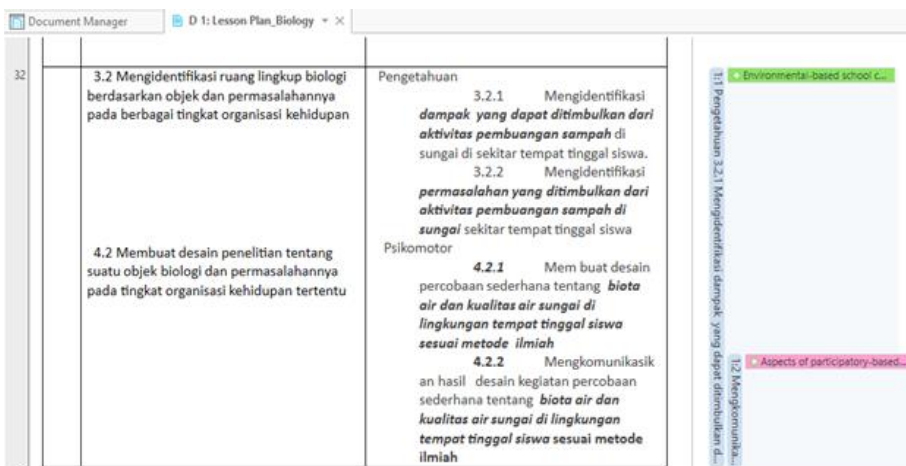 Document Manager
D 1: Lesson Plan_Biology
32
3.2 Mengidentifikasi ruang lingkup biologi
berdasarkan objek dan permasalahannya
pada berbagai tingkat organisasi kehidupan
4.2 Membuat desain penelitian tentang
suatu objek biologi dan permasalahannya
pada tingkat organisasi kehidupan tertentu
Pengetahuan
3.2.1 Mengidentifikasi
dampak yang dapat ditimbulkan dari
aktivitas pembuangan sampah di
sungai di sekitar tempat tinggal siswa.
3.2.2 Mengidentifikasi
permasalahan yang ditimbulkan dari
aktivitas pembuangan sampah di
sungai sekitar tempat tinggal siswa
Psikomotor
4.2.1 Mem buat desain
percobaan sederhana tentang biota
air dan kualitas air sungai di
lingkungan tempat tinggal siswa
sesuai metode ilmiah
4.2.2 Mengkomunikasik
an hasil desain kegiatan percobaan
sederhana tentang biota air dan
kualitas air sungai di lingkungan
tempat tinggal siswa sesuai metode
ilmiah
1:1 Pengetahuan 3.2.1 Mengidentifikasi dampak yang dapat ditimbulkan d...
Environmental-based school c...
1:2 Mengkomunika...
Aspects of participatory-based...